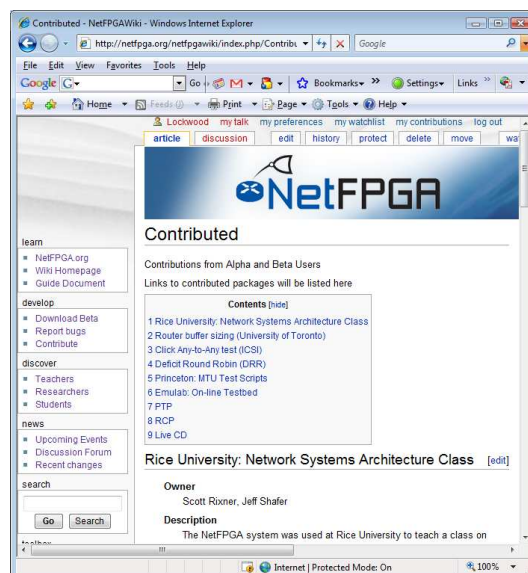 Contributed - NetFPGAWiki - Windows Internet Explorer
http://netfpga.org/netfpgawiki/index.php/Contribu
Google
File Edit View Favorites Tools Help
Google G Go Bookmarks Settings Links
Home Feeds (J) Print Page Tools Help
Lockwood my talk my preferences my watchlist my contributions log out
article discussion edit history protect delete move
NetFPGA
Contributed
Contributions from Alpha and Beta Users
Links to contributed packages will be listed here
Contents [hide]
1 Rice University: Network Systems Architecture Class
2 Router buffer sizing (University of Toronto)
3 Click Any-to-Any test (ICSI)
4 Deficit Round Robin (DRR)
5 Princeton: MTU Test Scripts
6 Emulab: On-line Testbed
7 PTP
8 RCP
9 Live CD
Rice University: Network Systems Architecture Class [edit]
Owner
Scott Rixner, Jeff Shafer
Description
The NetFPGA system was used at Rice University to teach a class on
learn
NetFPGA.org
Wiki Homepage
Guide Document
develop
Download Beta
Report bugs
Contribute
discover
Teachers
Researchers
Students
news
Upcoming Events
Discussion Forum
Recent changes
search
Go Search
Internet | Protected Mode: On 100%